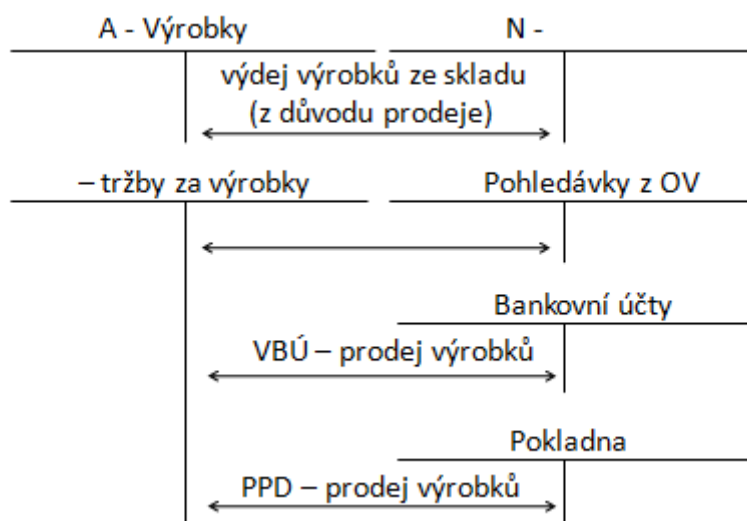 A - Výrobky
N -
výdej výrobků ze skladu
(z důvodu prodeje)
– tržby za výrobky
Pohledávky z OV
Bankovní účty
VBÚ – prodej výrobků
Pokladna
PPD – prodej výrobků